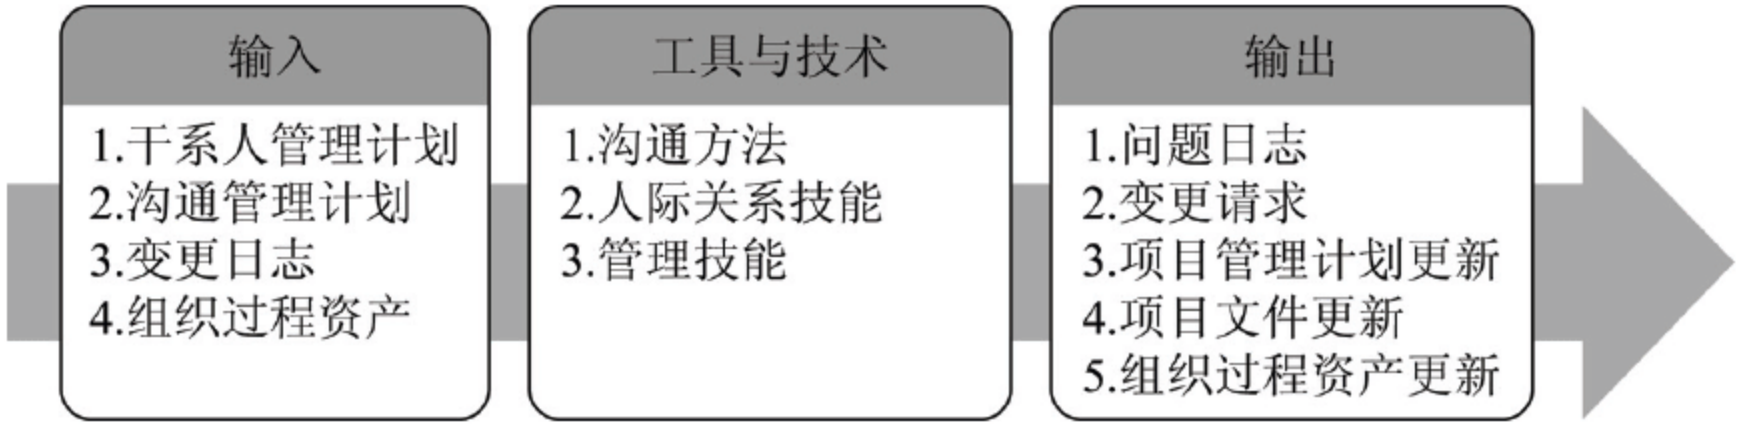 输入
1.干系人管理计划
2.沟通管理计划
3.变更日志
4.组织过程资产
工具与技术
1.沟通方法
2.人际关系技能
3.管理技能
输出
1.问题日志
2.变更请求
3.项目管理计划更新
4.项目文件更新
5.组织过程资产更新